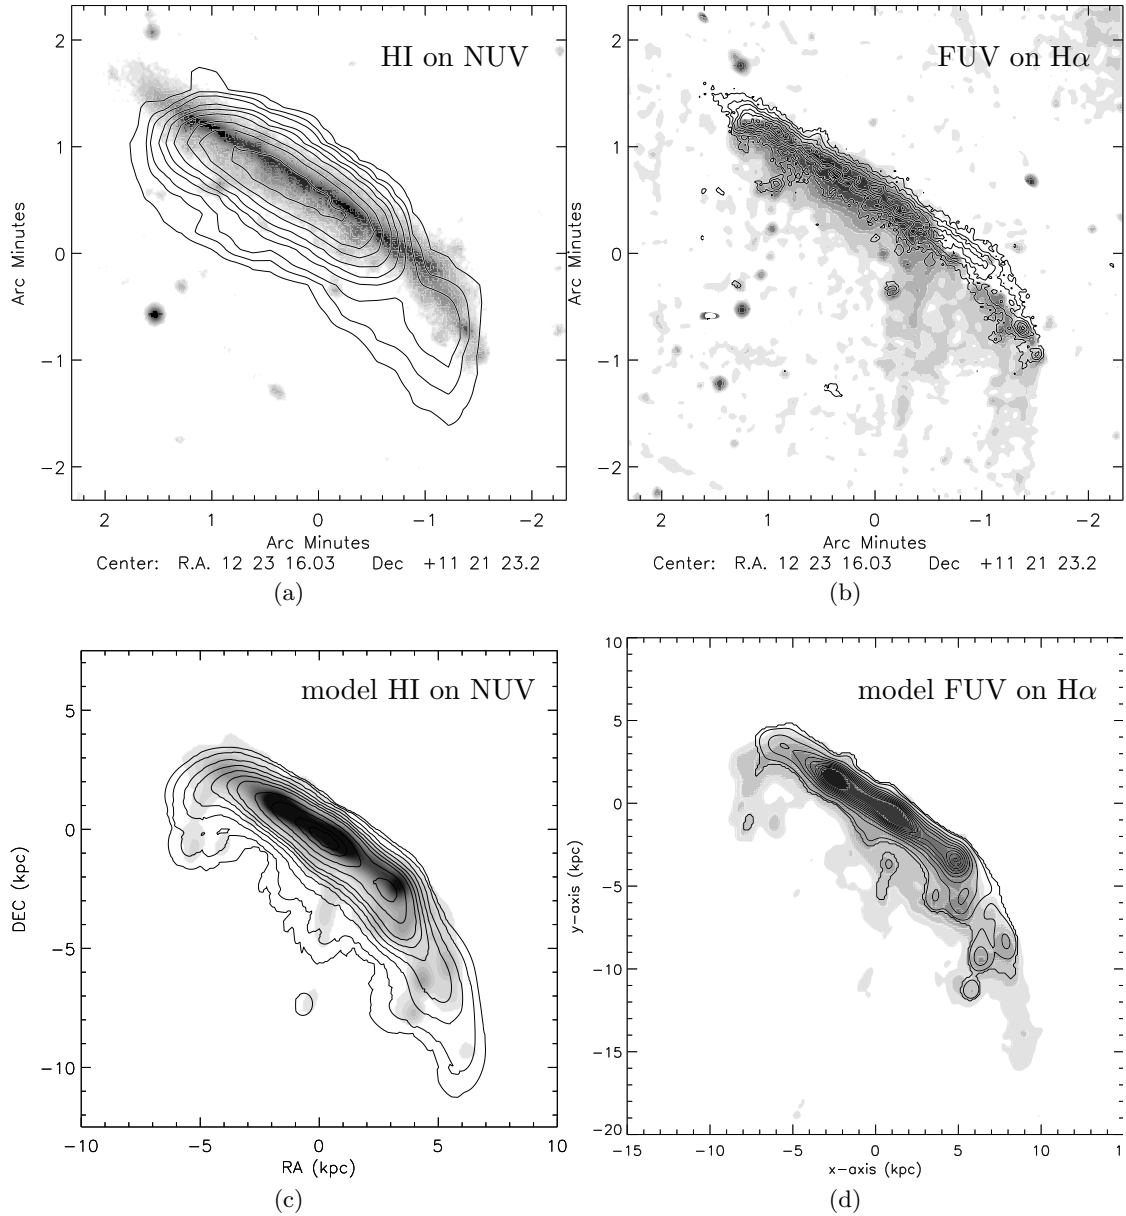 HI on NUV
2
1
0
−1
−2
Arc Minutes
2 1 0 −1 −2
Arc Minutes
Center: R.A. 12 23 16.03 Dec +11 21 23.2
(a)
FUV on Hα
2
1
0
−1
−2
Arc Minutes
2 1 0 −1 −2
Arc Minutes
Center: R.A. 12 23 16.03 Dec +11 21 23.2
(b)
model HI on NUV
5
0
−5
−10
DEC (kpc)
−10 −5 0 5 10
RA (kpc)
(c)
model FUV on Hα
10
5
0
−5
−10
−15
−20
y−axis (kpc)
−15 −10 −5 0 5 10 15
x−axis (kpc)
(d)